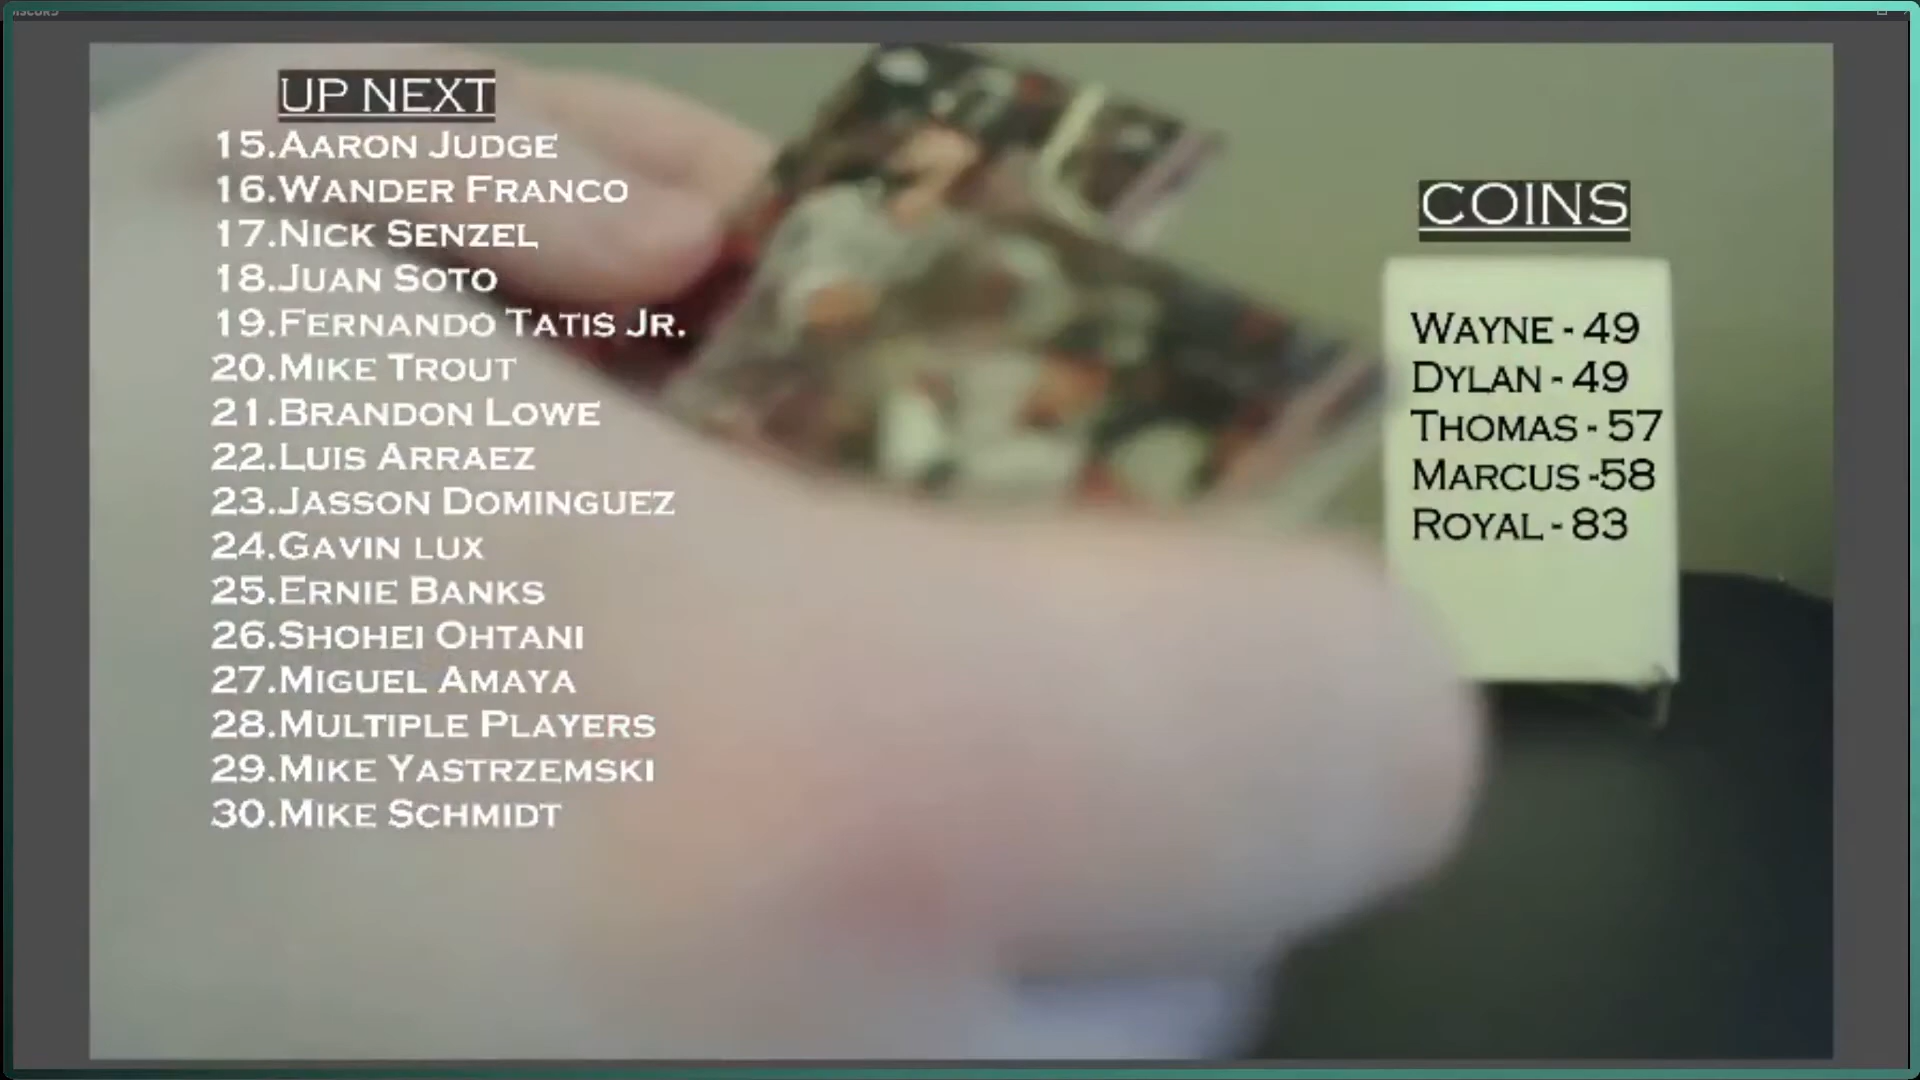 UP NEXT
15.AARON JUDGE
16.WANDER FRANCO
17.NICK SENZEL
18.JUAN SOTO
19.FERNANDO TATIS JR.
20.MIKE TROUT
21.BRANDON LOWE
22.LUIS ARRAEZ
23.JASSON DOMINGUEZ
24.GAVIN LUX
25.ERNIE BANKS
26.SHOHEI OHTANI
27.MIGUEL AMAYA
28.MULTIPLE PLAYERS
29.MIKE YASTRZEMSKI
30.MIKE SCHMIDT
COINS
WAYNE - 49
DYLAN - 49
THOMAS - 57
MARCUS -58
ROYAL - 83